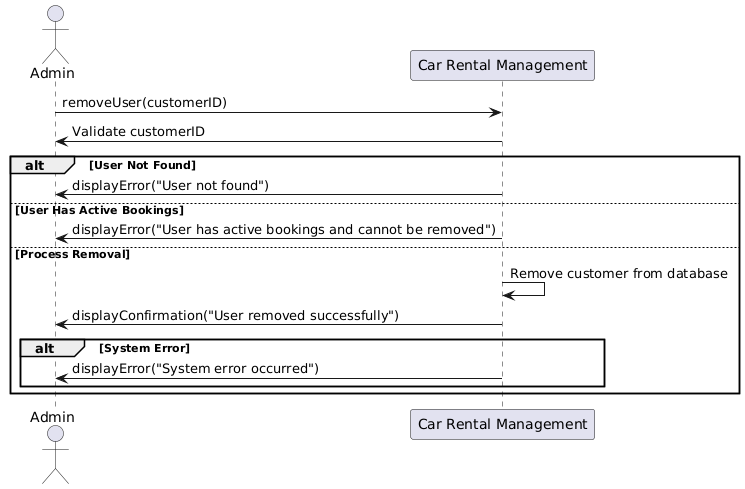 Admin
Car Rental Management
removeUser(customerID)
Validate customerID
alt [User Not Found]
displayError("User not found")
[User Has Active Bookings]
displayError("User has active bookings and cannot be removed")
[Process Removal]
Remove customer from database
displayConfirmation("User removed successfully")
alt [System Error]
displayError("System error occurred")
Admin
Car Rental Management